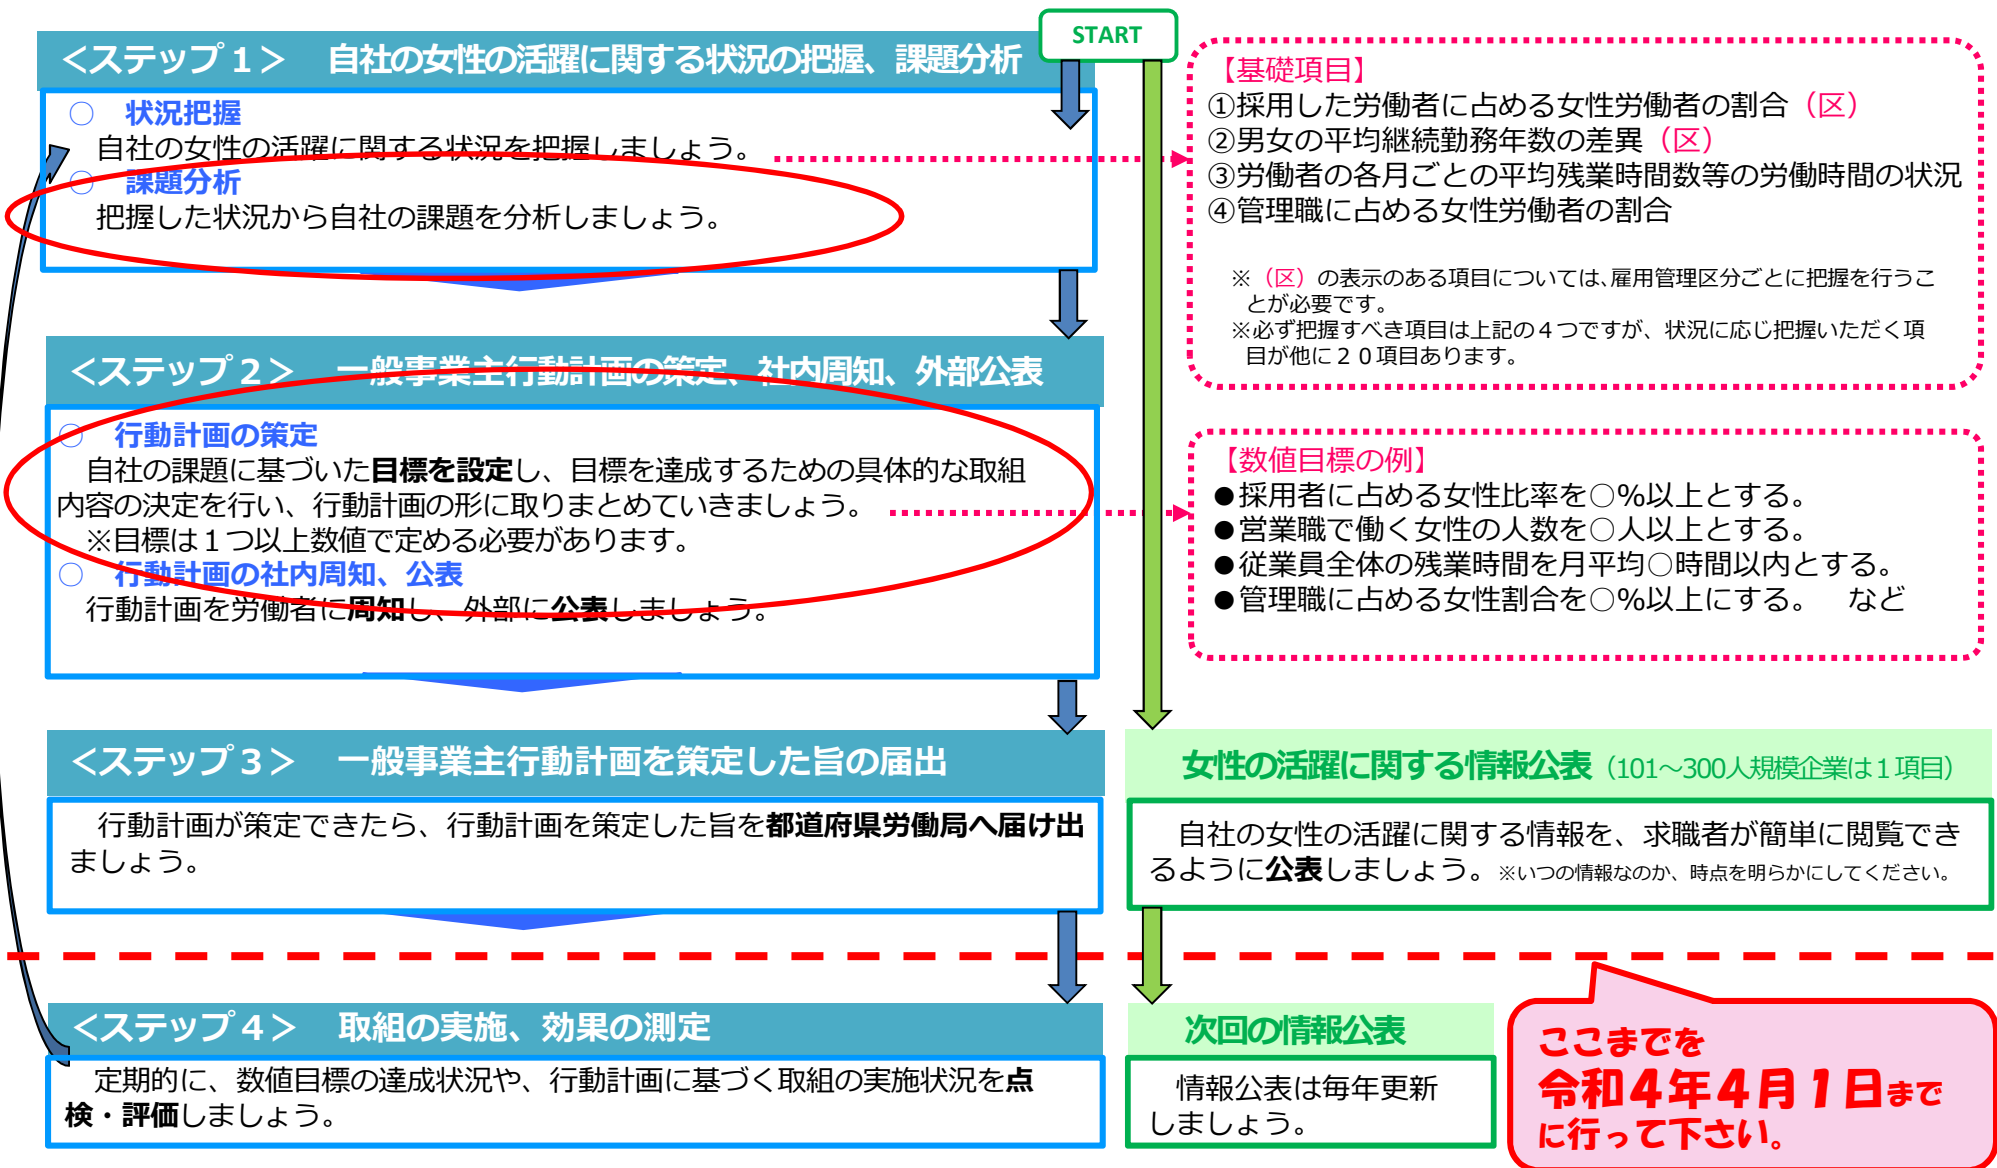 START
＜ステップ１＞　自社の女性の活躍に関する状況の把握、課題分析
○　状況把握
自社の女性の活躍に関する状況を把握しましょう。
○　課題分析
把握した状況から自社の課題を分析しましょう。
【基礎項目】
①採用した労働者に占める女性労働者の割合（区）
②男女の平均継続勤務年数の差異（区）
③労働者の各月ごとの平均残業時間数等の労働時間の状況
④管理職に占める女性労働者の割合
※（区）の表示のある項目については、雇用管理区分ごとに把握を行うこ
とが必要です。
※必ず把握すべき項目は上記の４つですが、状況に応じ把握いただく項
目が他に２０項目あります。
＜ステップ２＞　一般事業主行動計画の策定、社内周知、外部公表
○　行動計画の策定
自社の課題に基づいた目標を設定し、目標を達成するための具体的な取組
内容の決定を行い、行動計画の形に取りまとめていきましょう。
※目標は１つ以上数値で定める必要があります。
○　行動計画の社内周知、公表
行動計画を労働者に周知し、外部に公表しましょう。
【数値目標の例】
●採用者に占める女性比率を○%以上とする。
●営業職で働く女性の人数を○人以上とする。
●従業員全体の残業時間を月平均○時間以内とする。
●管理職に占める女性割合を○%以上にする。　など
＜ステップ３＞　一般事業主行動計画を策定した旨の届出
行動計画が策定できたら、行動計画を策定した旨を都道府県労働局へ届け出
ましょう。
女性の活躍に関する情報公表（101～300人規模企業は１項目）
自社の女性の活躍に関する情報を、求職者が簡単に閲覧でき
るように公表しましょう。※いつの情報なのか、時点を明らかにしてください。
＜ステップ４＞　取組の実施、効果の測定
定期的に、数値目標の達成状況や、行動計画に基づく取組の実施状況を点
検・評価しましょう。
次回の情報公表
情報公表は毎年更新
しましょう。
ここまでを
令和４年４月１日まで
に行って下さい。